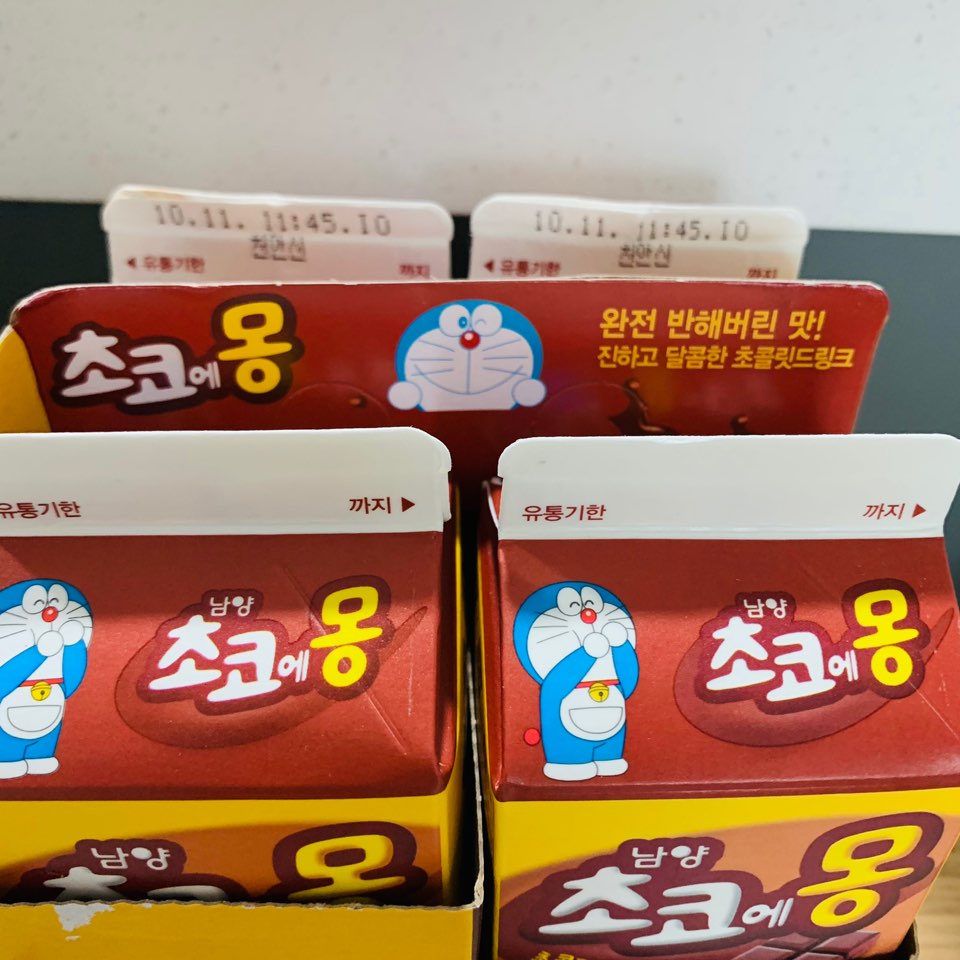 10.11. 11:45.IO
천안신
◀ 유통기한 까지
10.11. 11:45.IO
천안신
◀ 유통기한 까지
초코에몽
완전 반해버린 맛!
진하고 달콤한 초콜릿드링크
유통기한 까지 ▶
유통기한 까지 ▶
남양
초코에몽
남양
초코에몽
남양
초코에몽
남양
초코에몽